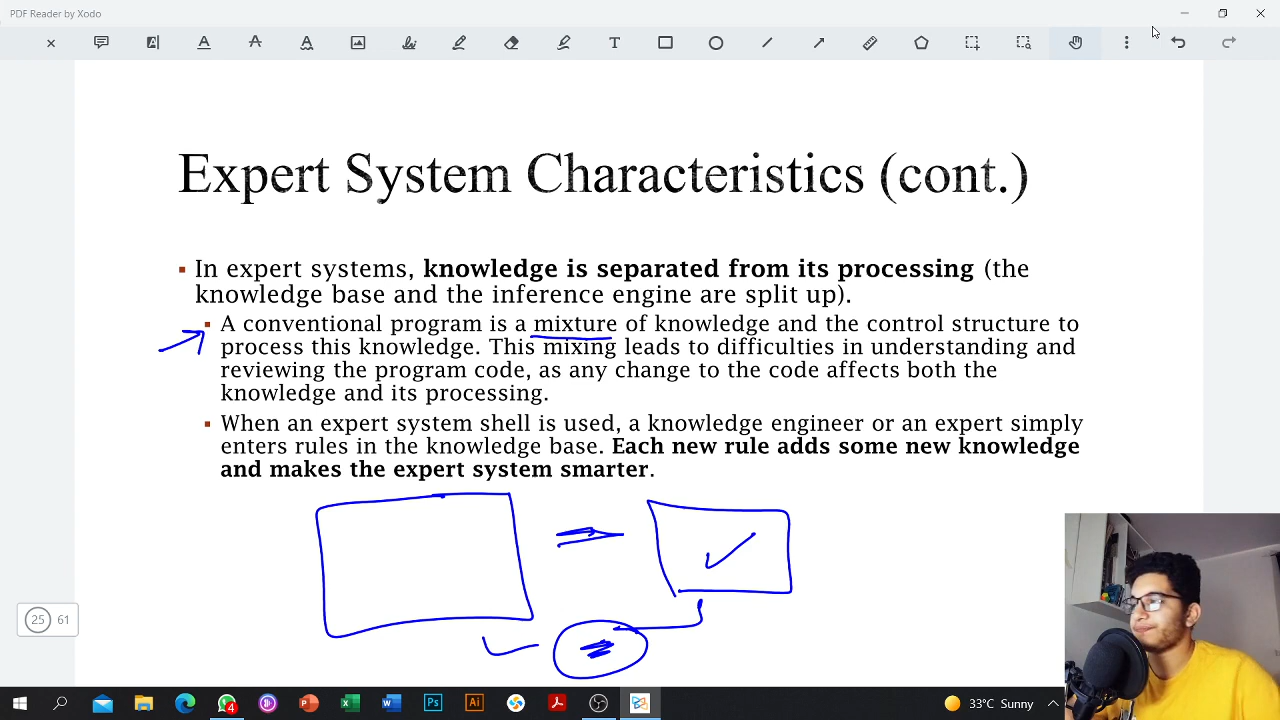 PDF Reader by Xodo
T
Expert System Characteristics (cont.)
▪ In expert systems, knowledge is separated from its processing (the
knowledge base and the inference engine are split up).
▪ A conventional program is a mixture of knowledge and the control structure to
process this knowledge. This mixing leads to difficulties in understanding and
reviewing the program code, as any change to the code affects both the
knowledge and its processing.
▪ When an expert system shell is used, a knowledge engineer or an expert simply
enters rules in the knowledge base. Each new rule adds some new knowledge
and makes the expert system smarter.
25 61
4 Ps Ai 33°C Sunny